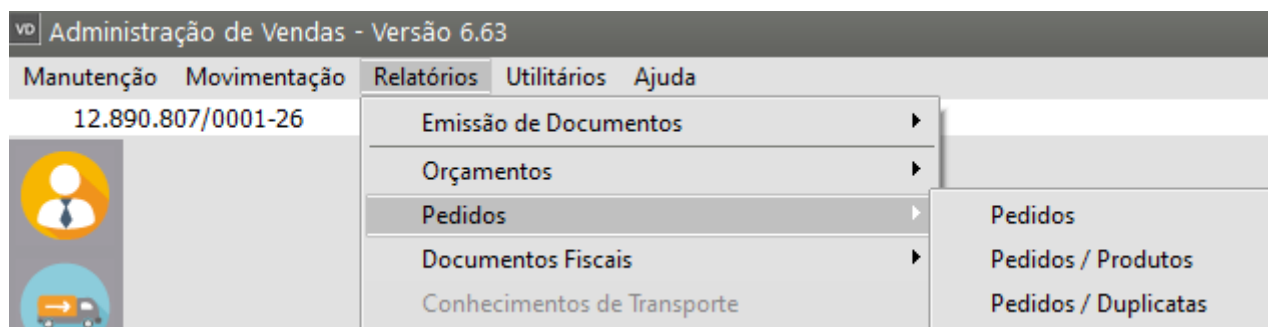 VD Administração de Vendas - Versão 6.63
Manutenção Movimentação Relatórios Utilitários Ajuda
12.890.807/0001-26
Emissão de Documentos
Orçamentos
Pedidos
Documentos Fiscais
Conhecimentos de Transporte
Pedidos
Pedidos / Produtos
Pedidos / Duplicatas